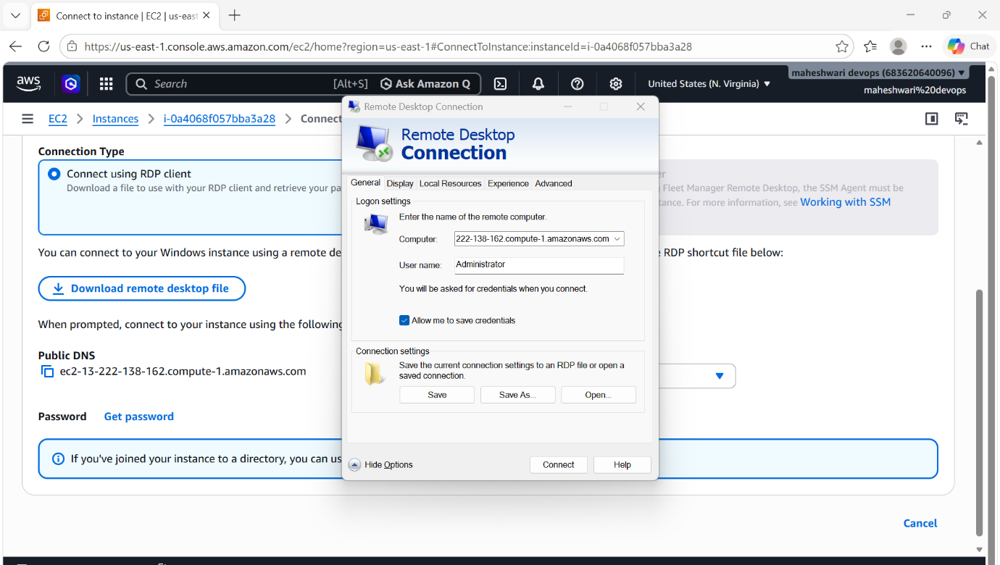 Connect to instance | EC2 | us-east
https://us-east-1.console.aws.amazon.com/ec2/home?region=us-east-1#ConnectToInstance:instanceId=i-0a4068f057bba3a28
Chat
aws
Search
[Alt+S]
Ask Amazon Q
United States (N. Virginia)
maheshwari devops (683620640096)
maheshwari%20devops
EC2
Instances
i-0a4068f057bba3a28
Connect
Connection Type
Connect using RDP client
Download a file to use with your RDP client and retrieve your pa
Fleet Manager Remote Desktop, the SSM Agent must be
tance. For more information, see Working with SSM
You can connect to your Windows instance using a remote de
RDP shortcut file below:
Download remote desktop file
When prompted, connect to your instance using the following
Public DNS
ec2-13-222-138-162.compute-1.amazonaws.com
Password
Get password
If you've joined your instance to a directory, you can us
Cancel
Remote Desktop Connection
Remote Desktop
Connection
General
Display
Local Resources
Experience
Advanced
Logon settings
Enter the name of the remote computer.
Computer:
222-138-162.compute-1.amazonaws.com
User name:
Administrator
You will be asked for credentials when you connect.
Allow me to save credentials
Connection settings
Save the current connection settings to an RDP file or open a
saved connection.
Save
Save As...
Open...
Hide Options
Connect
Help